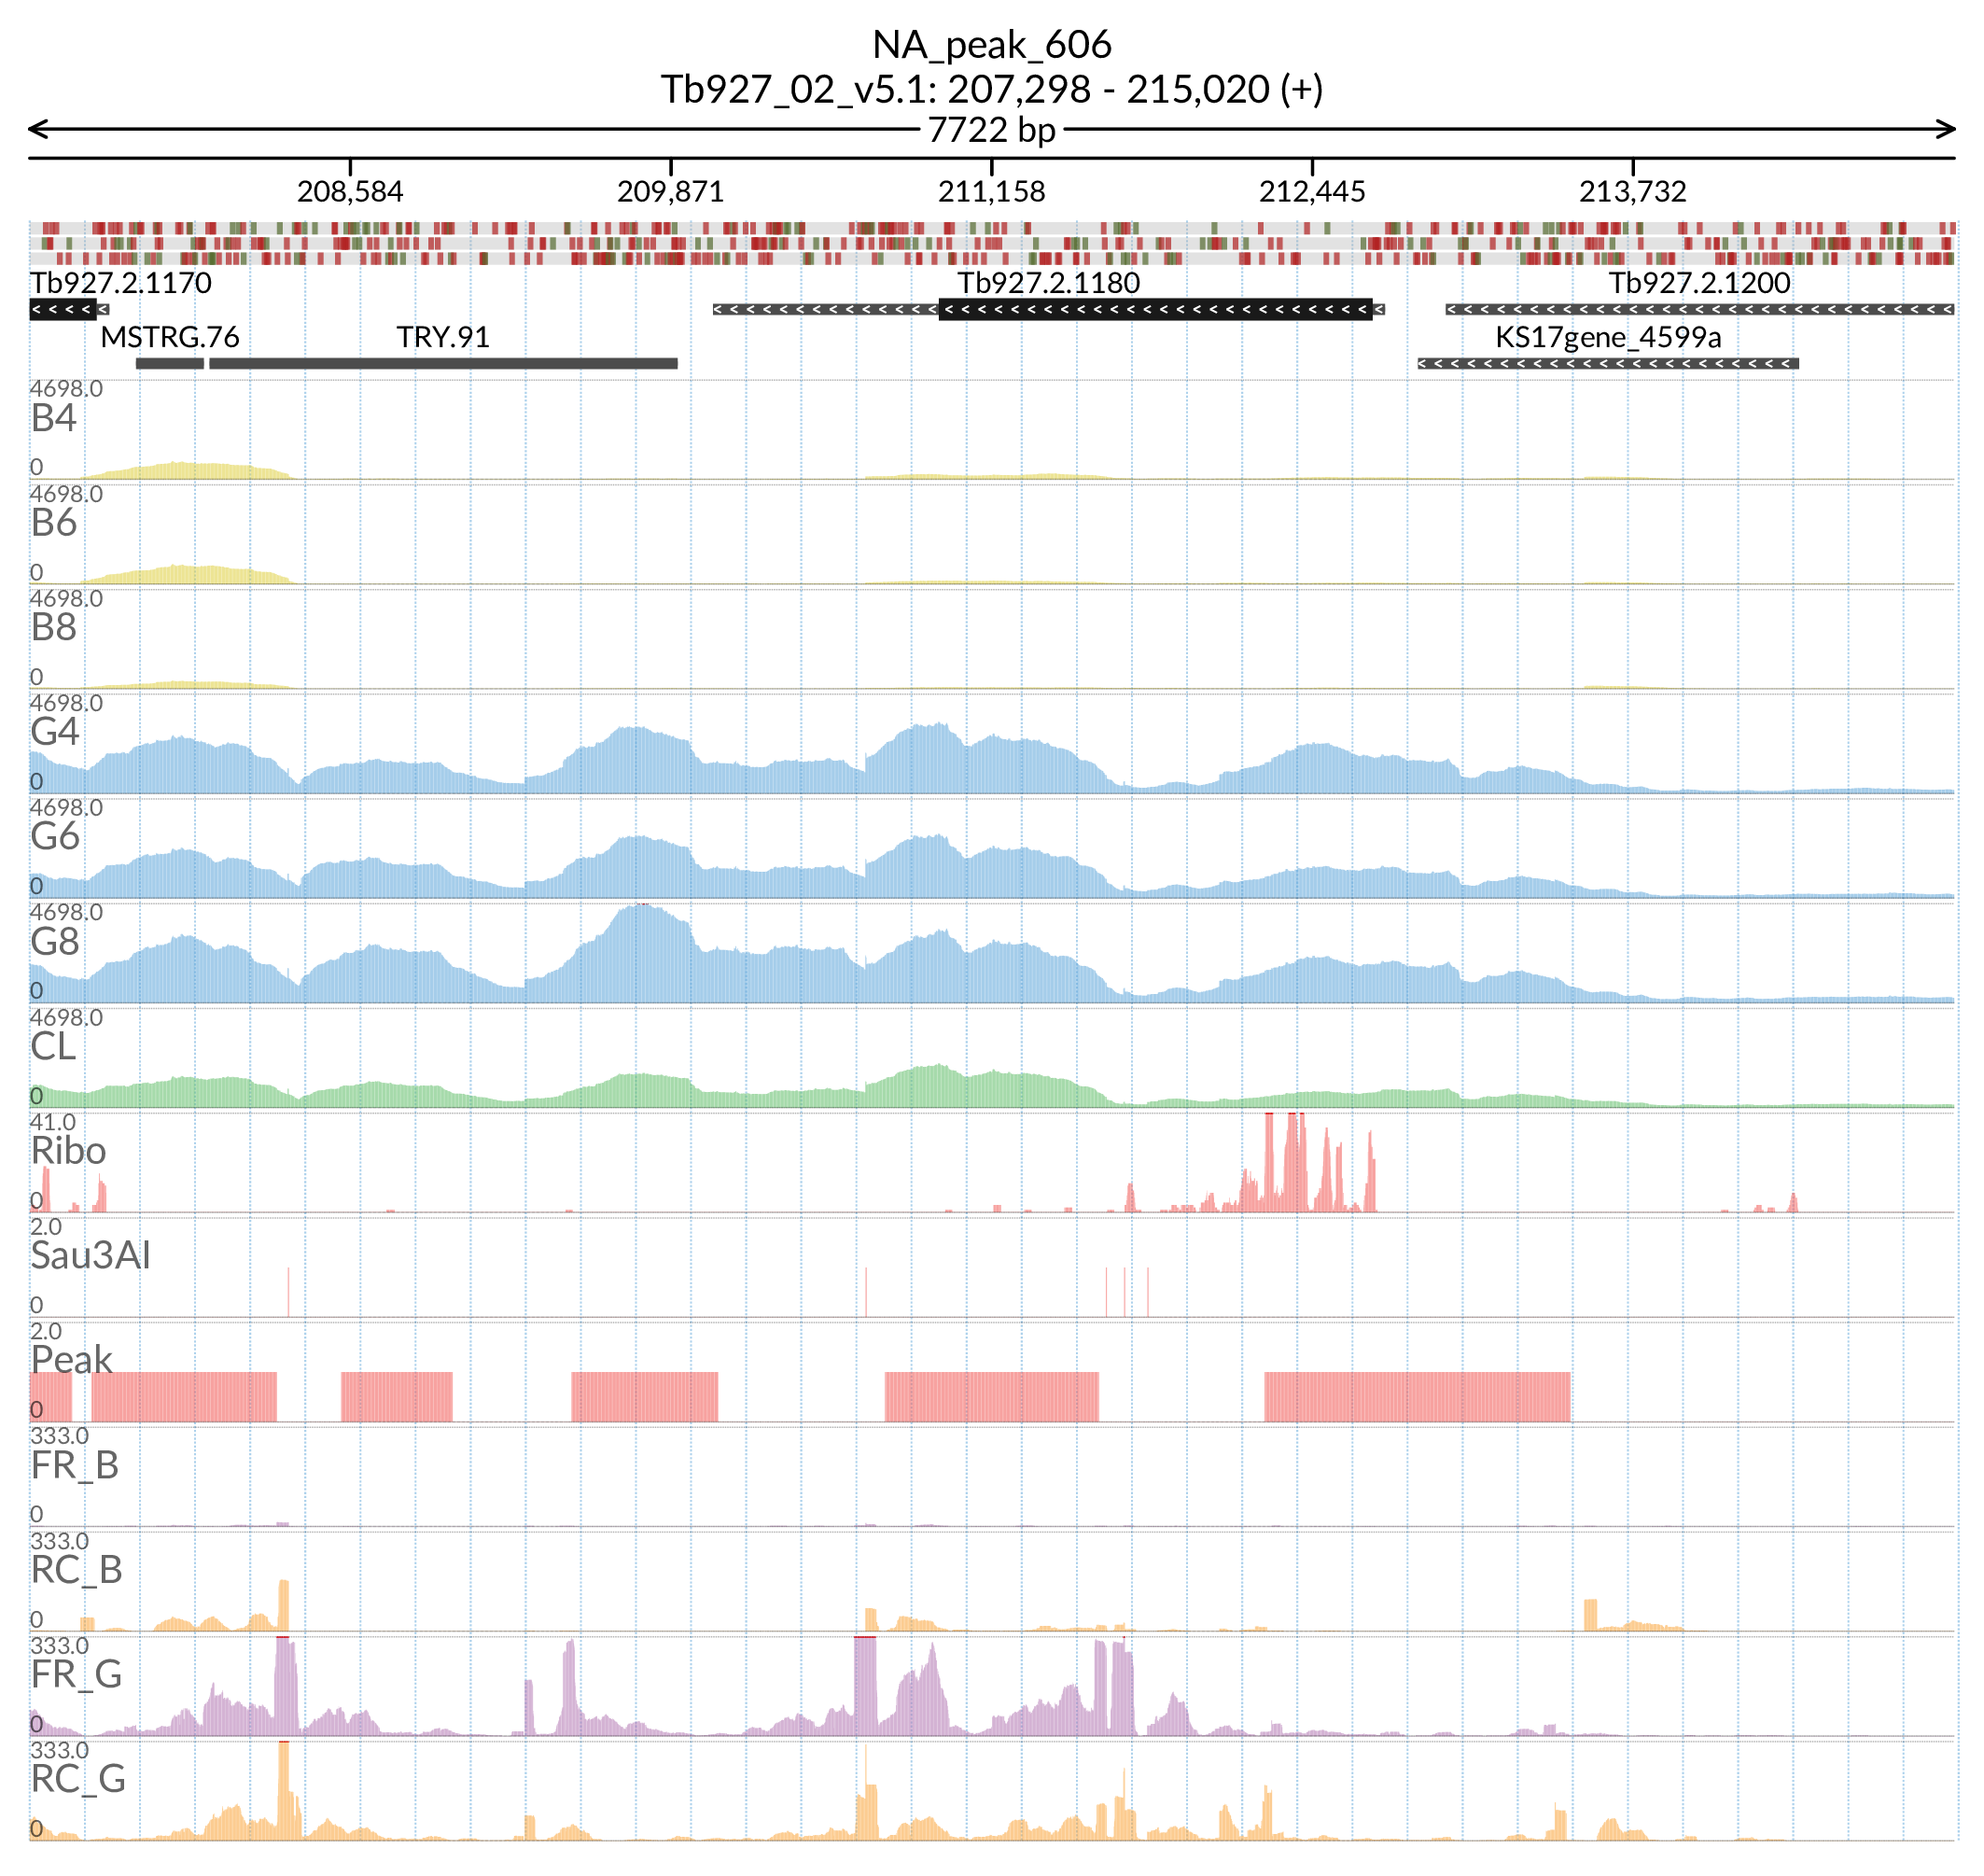 NA_peak_606
Tb927_02_v5.1: 207,298 - 215,020 (+)
7722 bp
208,584 209,871 211,158 212,445 213,732
Tb927.2.1170 Tb927.2.1180 Tb927.2.1200
MSTRG.76 TRY.91 KS17gene_4599a
4698.0
B4
0
4698.0
B6
0
4698.0
B8
0
4698.0
G4
0
4698.0
G6
0
4698.0
G8
0
4698.0
CL
0
41.0
Ribo
0
2.0
Sau3AI
0
2.0
Peak
0
333.0
FR_B
0
333.0
RC_B
0
333.0
FR_G
0
333.0
RC_G
0